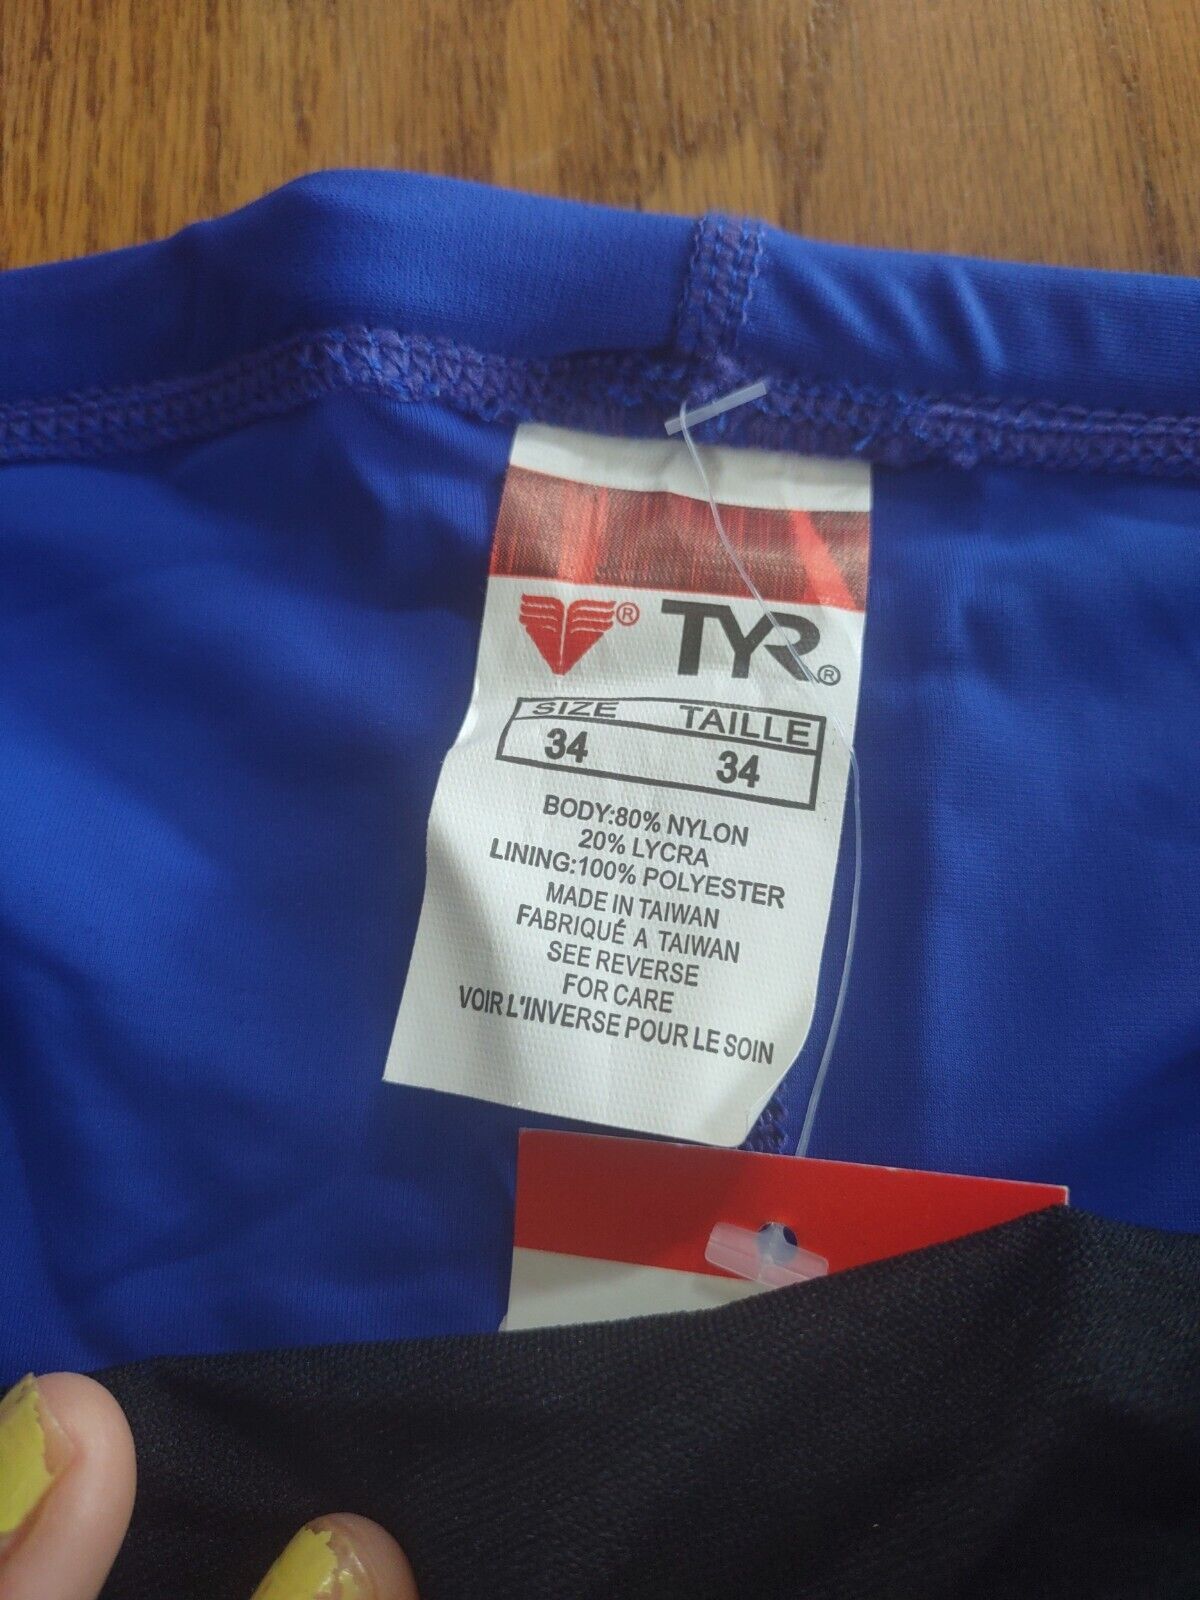 ® TYR®
SIZE TAILLE
34 34
BODY:80% NYLON
20% LYCRA
LINING:100% POLYESTER
MADE IN TAIWAN
FABRIQUÉ A TAIWAN
SEE REVERSE
FOR CARE
VOIR L'INVERSE POUR LE SOIN